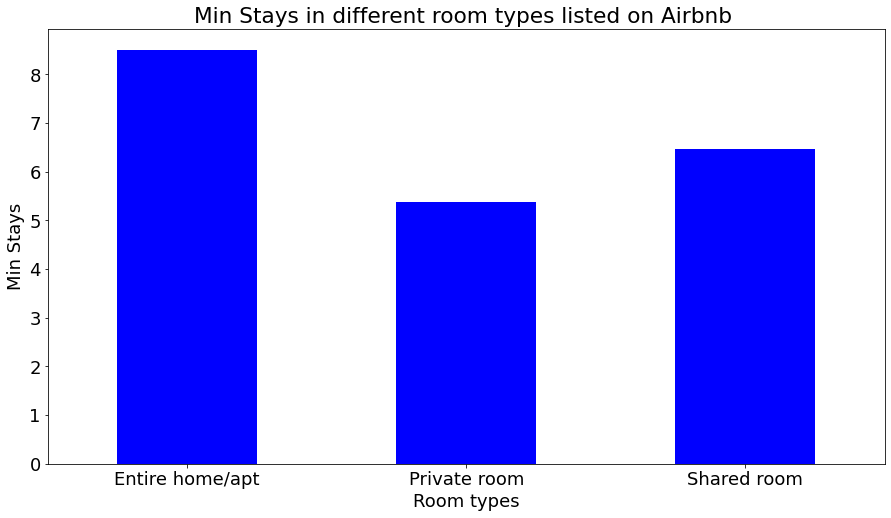 Min Stays in different room types listed on Airbnb
Min Stays
8
7
6
5
4
3
2
1
0
Entire home/apt
Private room
Shared room
Room types